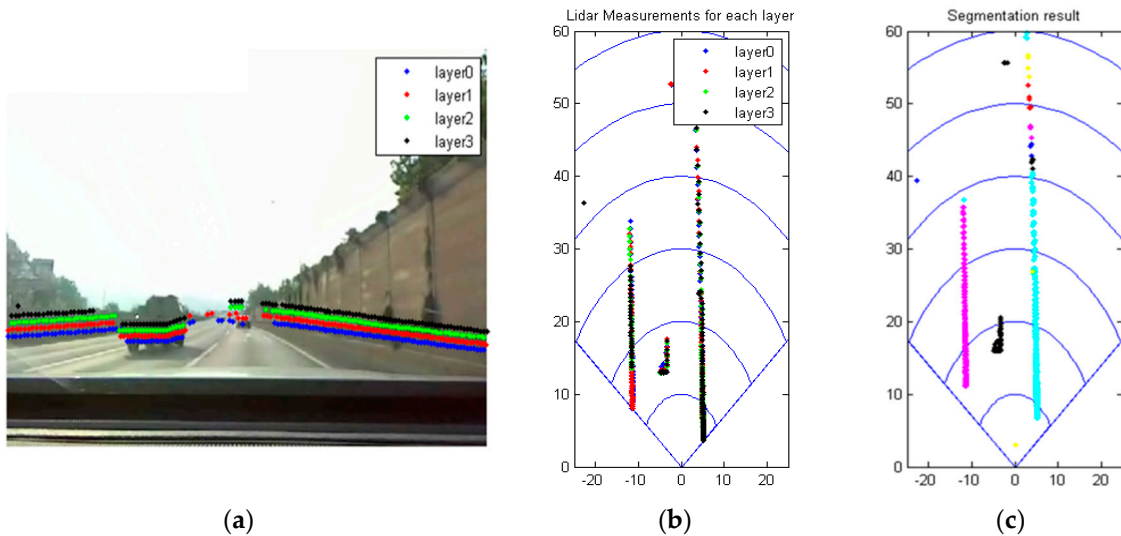 layer0
layer1
layer2
layer3
(a)
Lidar Measurements for each layer
60
50
40
30
20
10
0
-20 -10 0 10 20
layer0
layer1
layer2
layer3
(b)
Segmentation result
60
50
40
30
20
10
0
-20 -10 0 10 20
(c)